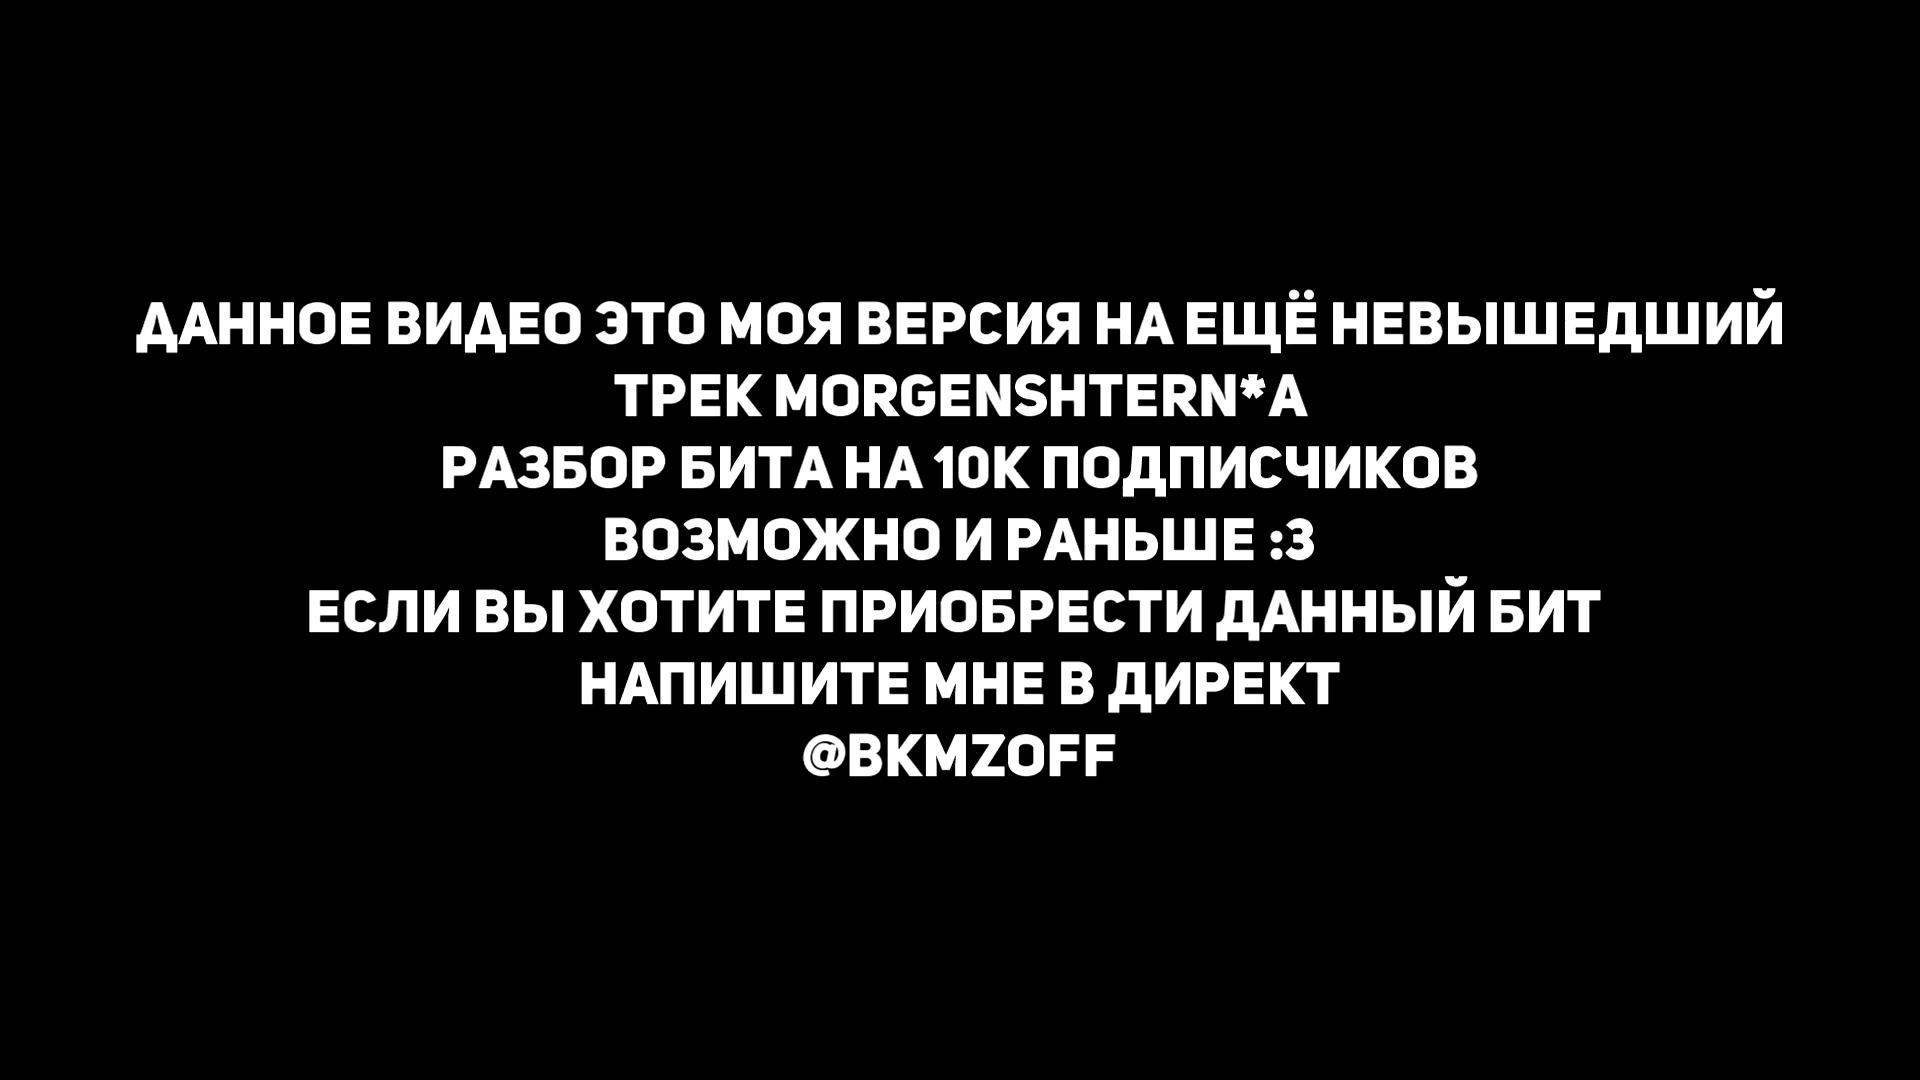 ДАННОЕ ВИДЕО ЭТО МОЯ ВЕРСИЯ НА ЕЩЁ НЕВЫШЕДШИЙ
ТРЕК MORGENSHTERN*А
РАЗБОР БИТА НА 10К ПОДПИСЧИКОВ
ВОЗМОЖНО И РАНЬШЕ :3
ЕСЛИ ВЫ ХОТИТЕ ПРИОБРЕСТИ ДАННЫЙ БИТ
НАПИШИТЕ МНЕ В ДИРЕКТ
@BKMZOFF